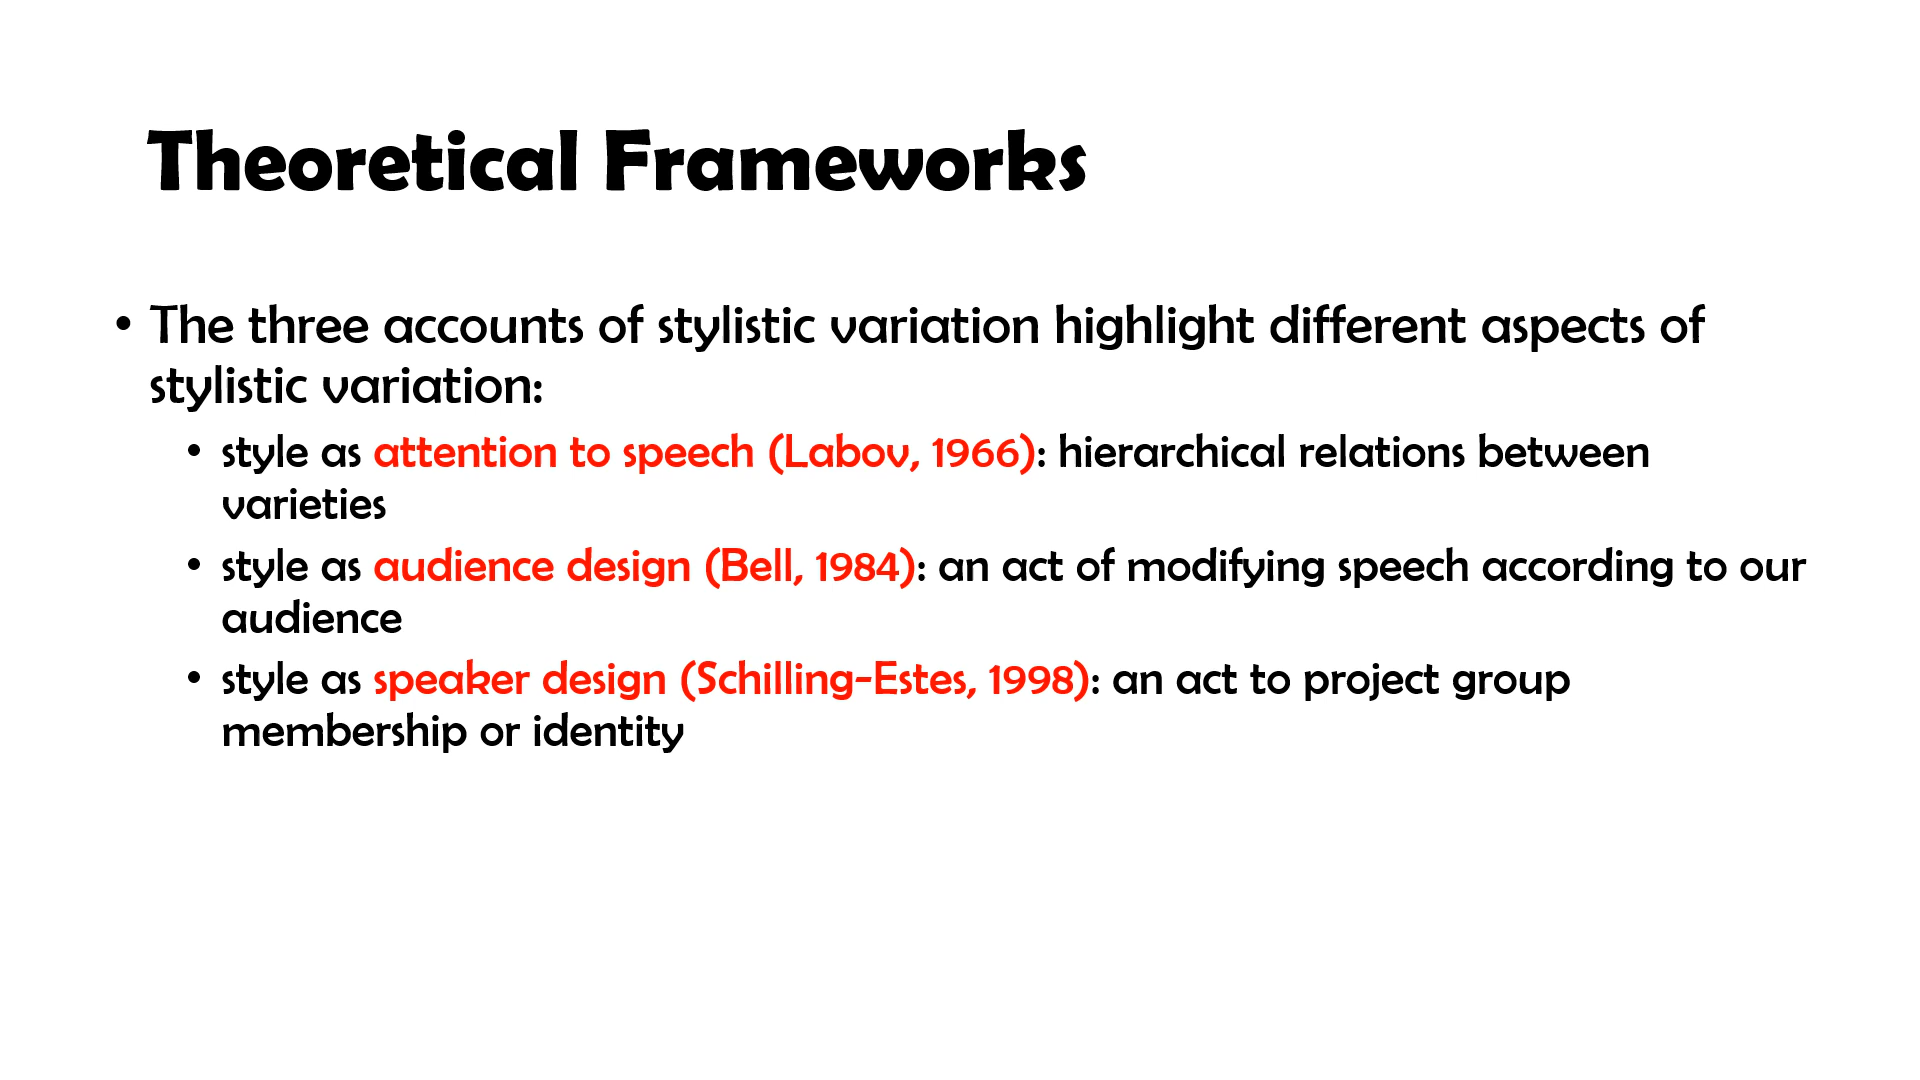 Theoretical Frameworks
• The three accounts of stylistic variation highlight different aspects of
stylistic variation:
• style as attention to speech (Labov, 1966): hierarchical relations between
varieties
• style as audience design (Bell, 1984): an act of modifying speech according to our
audience
• style as speaker design (Schilling-Estes, 1998): an act to project group
membership or identity